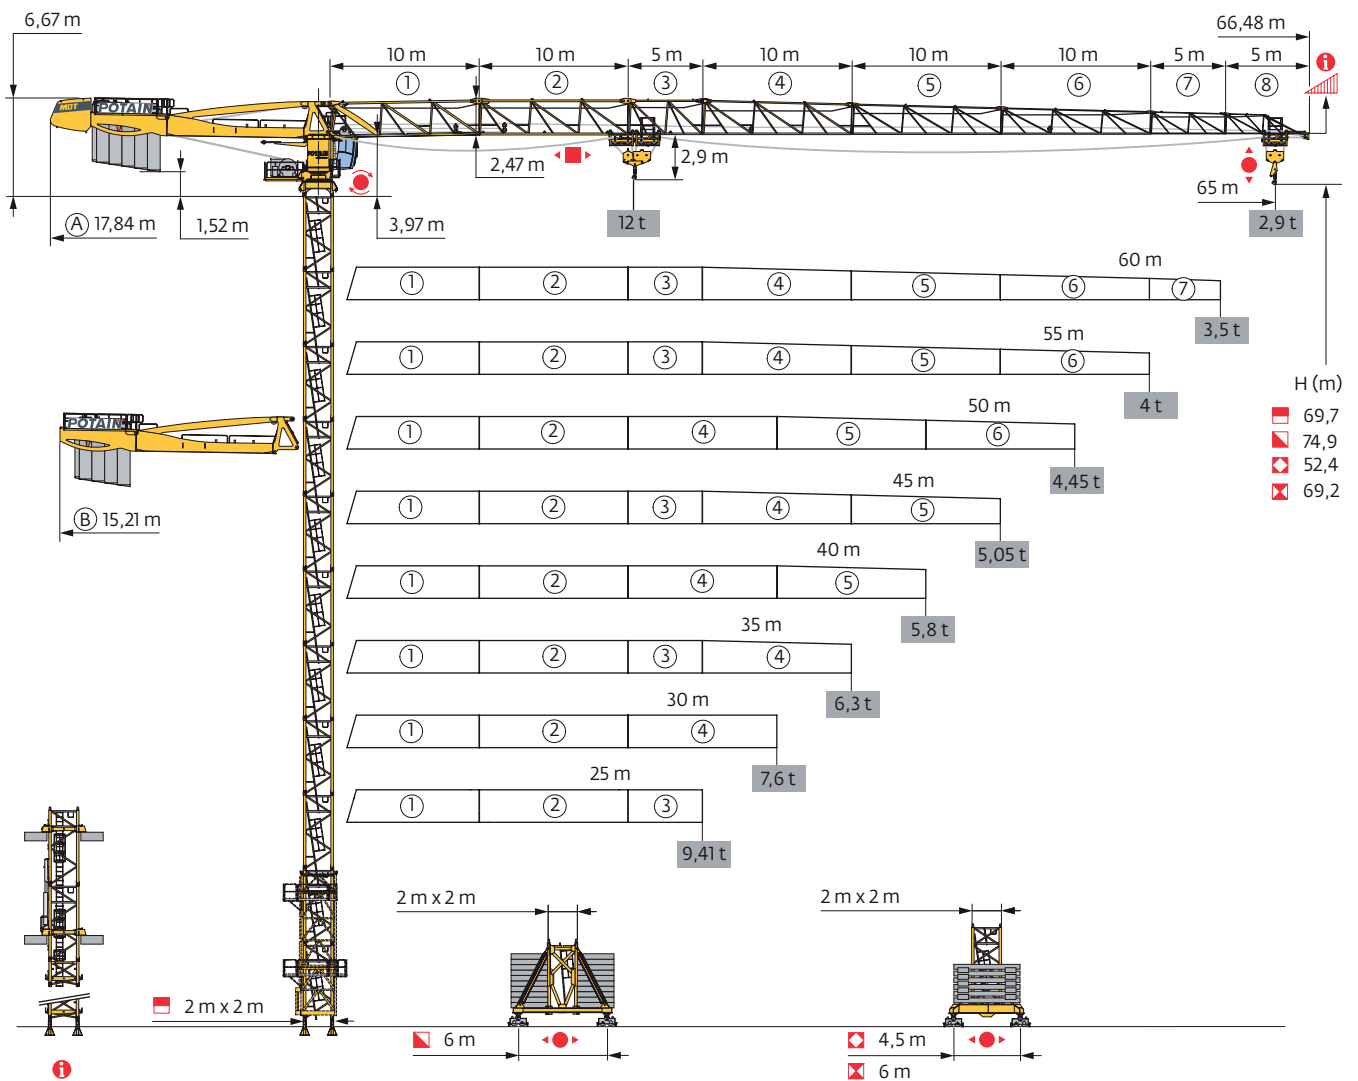 6,67 m
66,48 m
10 m 10 m 5 m 10 m 10 m 10 m 5 m 5 m
1 2 3 4 5 6 7 8
i
MDT POTAIN
POTAIN
2,47 m
2,9 m
65 m
A 17,84 m
1,52 m
3,97 m
12 t
2,9 t
60 m
1 2 3 4 5 6 7
3,5 t
55 m
1 2 3 4 5 6
4 t
H (m)
69,7
74,9
52,4
69,2
50 m
POTAIN
1 2 4 5 6
4,45 t
45 m
1 2 3 4 5
B 15,21 m
5,05 t
40 m
1 2 4 5
5,8 t
35 m
1 2 3 4
6,3 t
30 m
1 2 4
7,6 t
25 m
1 2 3
9,41 t
2 m x 2 m
2 m x 2 m
2 m x 2 m
6 m
4,5 m
6 m
i